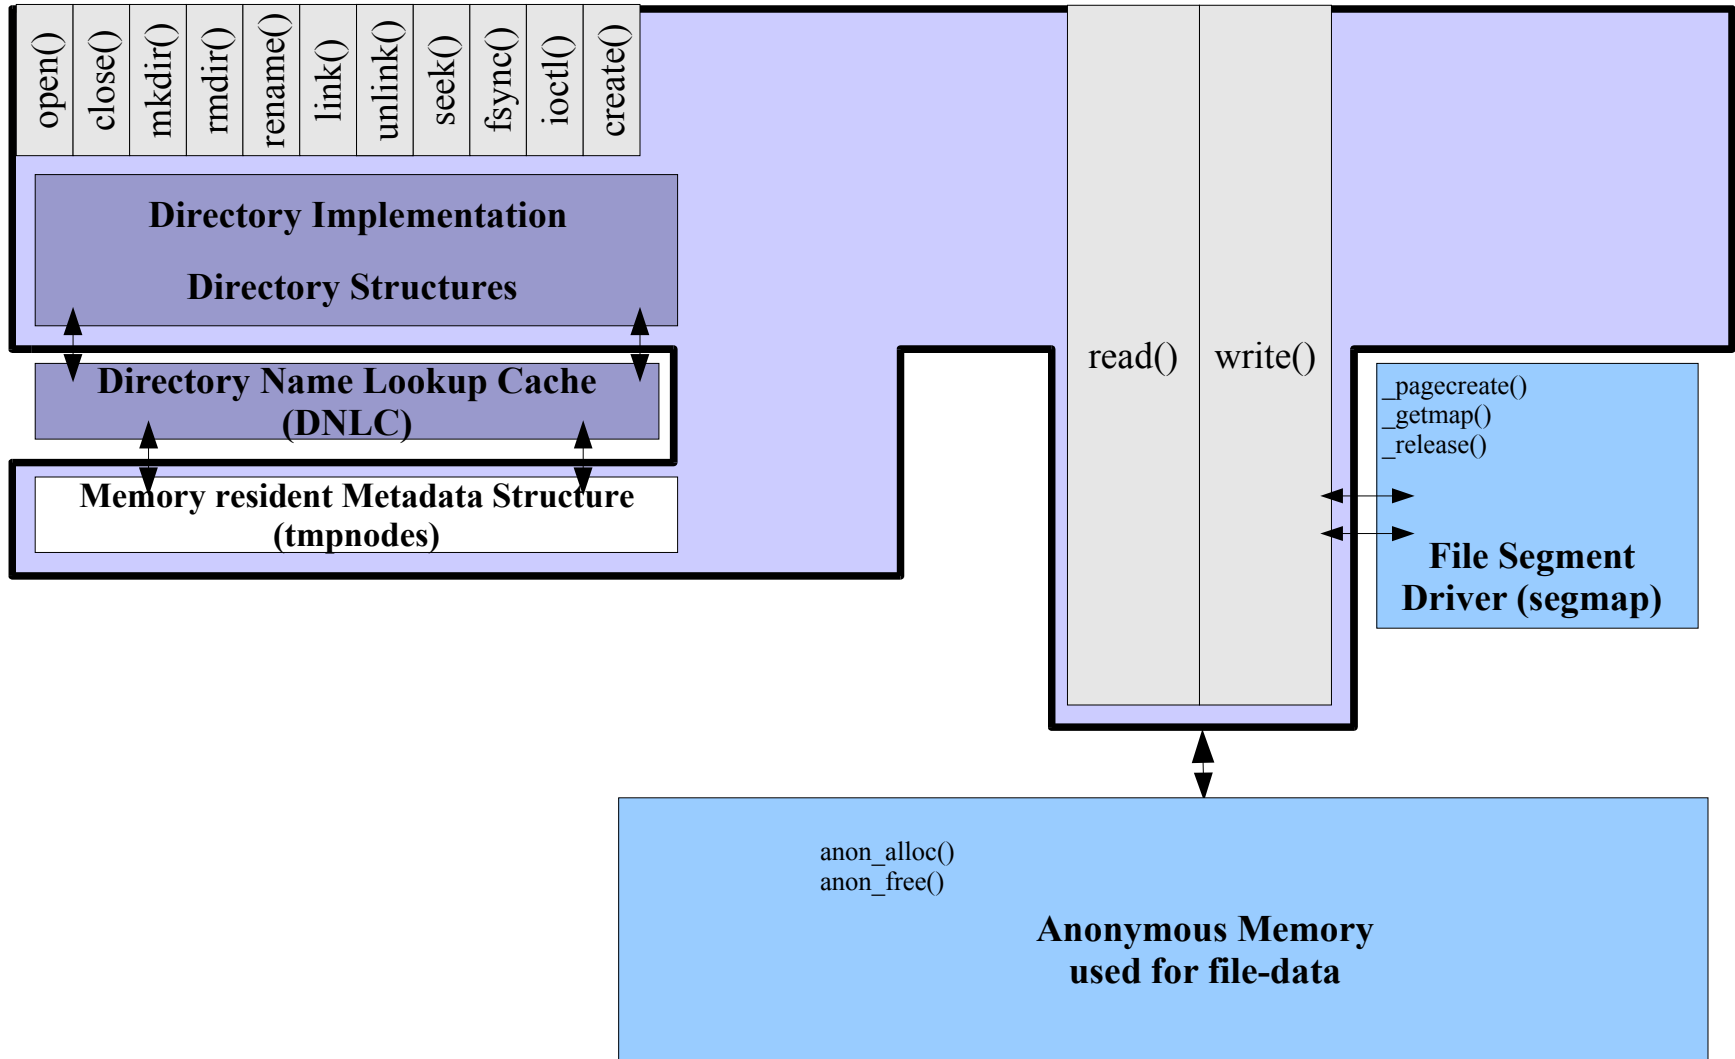 open()
close()
mkdir()
rmdir()
rename()
link()
unlink()
seek()
fsync()
ioctl()
create()
Directory Implementation
Directory Structures
Directory Name Lookup Cache
(DNLC)
Memory resident Metadata Structure
(tmpnodes)
read()
write()
_pagecreate()
_getmap()
_release()
File Segment
Driver (segmap)
anon_alloc()
anon_free()
Anonymous Memory
used for file-data